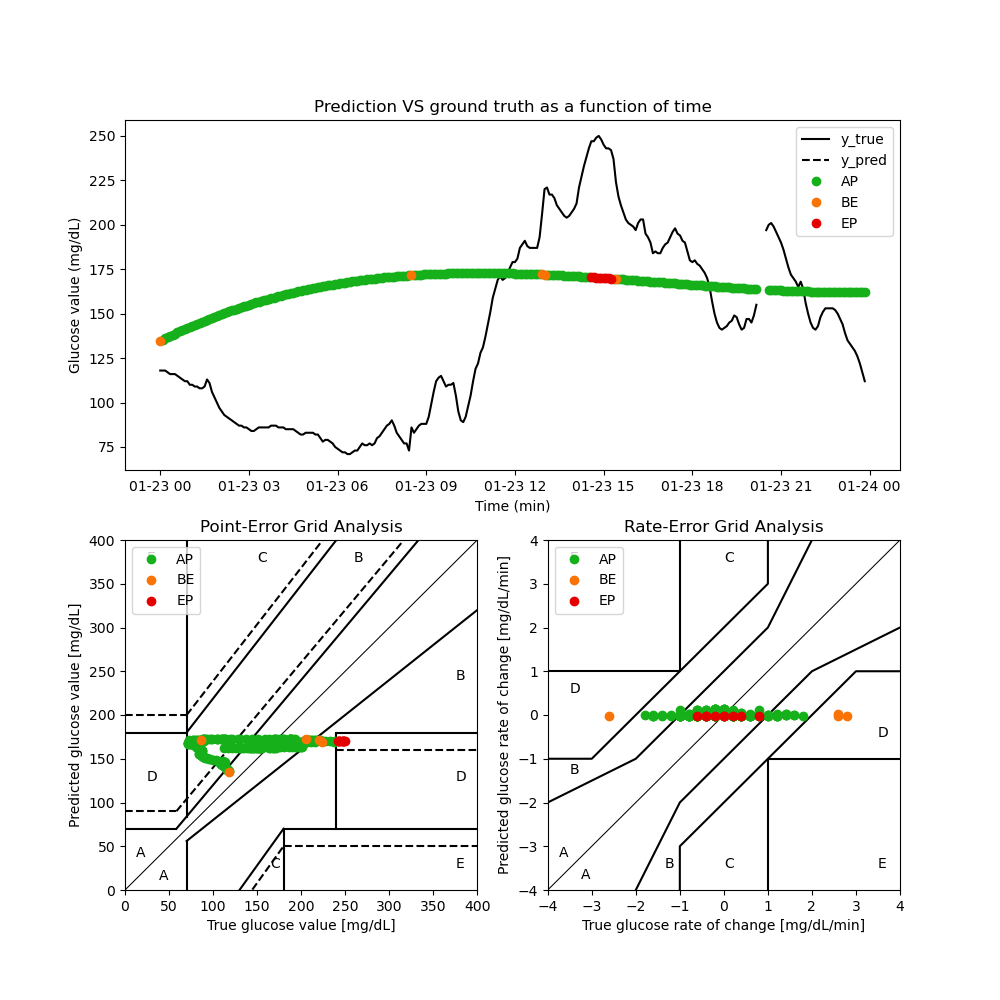 Prediction VS ground truth as a function of time
Glucose value (mg/dL)
250
225
200
175
150
125
100
75
y_true
y_pred
AP
BE
EP
01-23 00 01-23 03 01-23 06 01-23 09 01-23 12 01-23 15 01-23 18 01-23 21 01-24 00
Time (min)
Point-Error Grid Analysis
Predicted glucose value [mg/dL]
400
350
300
250
200
150
100
50
0
AP
BE
EP
C
B
B
D
D
A
A
C
E
0 50 100 150 200 250 300 350 400
True glucose value [mg/dL]
Rate-Error Grid Analysis
Predicted glucose rate of change [mg/dL/min]
4
3
2
1
0
−1
−2
−3
−4
AP
BE
EP
C
D
D
B
A
A
B
C
E
−4 −3 −2 −1 0 1 2 3 4
True glucose rate of change [mg/dL/min]